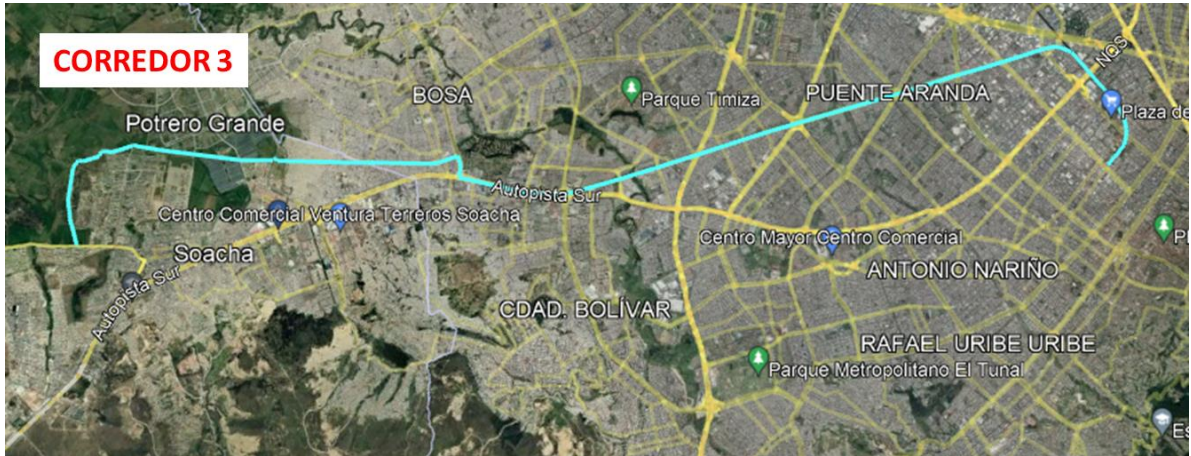 CORREDOR 3
NQS
BOSA
Parque Timiza
PUENTE ARANDA
Plaza de
Potrero Grande
Autopista Sur
Centro Comercial Ventura Terreros Soacha
Soacha
Centro Mayor Centro Comercial
Autopista Sur
ANTONIO NARIÑO
CDAD. BOLÍVAR
RAFAEL URIBE URIBE
Parque Metropolitano El Tunal
Es